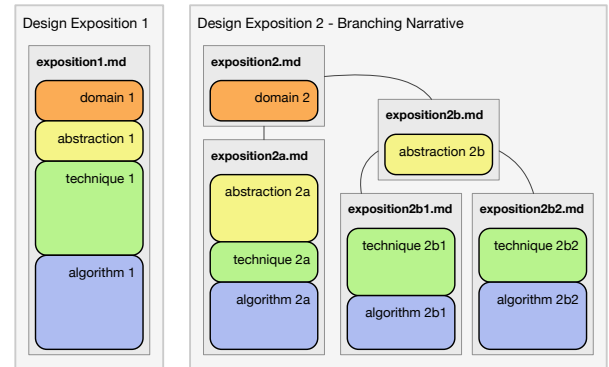 Design Exposition 1
exposition1.md
domain 1
abstraction 1
technique 1
algorithm 1
Design Exposition 2 - Branching Narrative
exposition2.md
domain 2
exposition2a.md
abstraction 2a
technique 2a
algorithm 2a
exposition2b.md
abstraction 2b
exposition2b1.md
technique 2b1
algorithm 2b1
exposition2b2.md
technique 2b2
algorithm 2b2